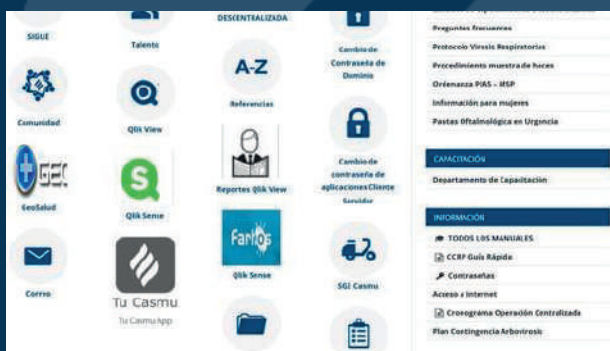 SIGUE
Talento
DESCENTRALIZADA
Cambio de
Contraseña de
Dominio
Comunidad
Qlik View
A-Z
Referencias
GEO
GeoSalud
S
Qlik Sense
Reportes Qlik View
Cambio de
contraseña de
aplicaciones Cliente
Servidor
Correo
Tu Casmu
Tu Casmu App
Farkos
Qlik Sense
SGI Casmu
Preguntas frecuentes
Protocolo Virosis Respiratorias
Procedimiento muestra de heces
Ordenanza PIAS - MSP
Información para mujeres
Pastas Oftalmológica en Urgencia
CAPACITACIÓN
Departamento de Capacitación
INFORMACIÓN
TODOS LOS MANUALES
CCRP Guía Rápida
Contraseñas
Acceso a Internet
Cronograma Operación Centralizada
Plan Contingencia Arbovirosis